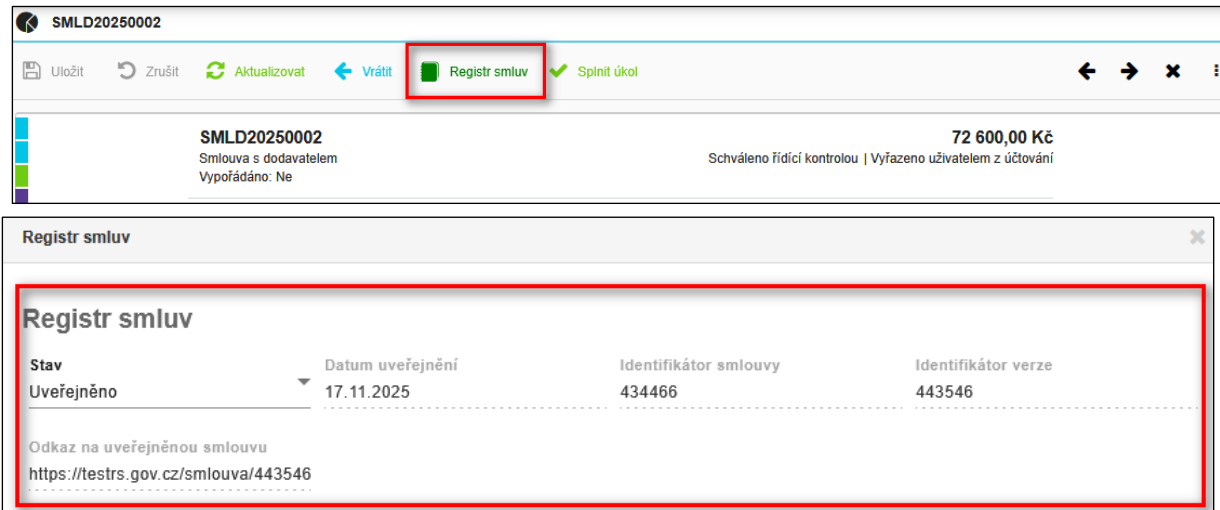 SMLD20250002
Uložit Zrušit Aktualizovat Vrátit Registr smluv Splnit úkol
SMLD20250002 72 600,00 Kč
Smlouva s dodavatelem Schváleno řídící kontrolou | Vyřazeno uživatelem z účtování
Vypořádáno: Ne
Registr smluv
Registr smluv
Stav Datum uveřejnění Identifikátor smlouvy Identifikátor verze
Uveřejněno 17.11.2025 434466 443546
Odkaz na uveřejněnou smlouvu
https://testrs.gov.cz/smlouva/443546